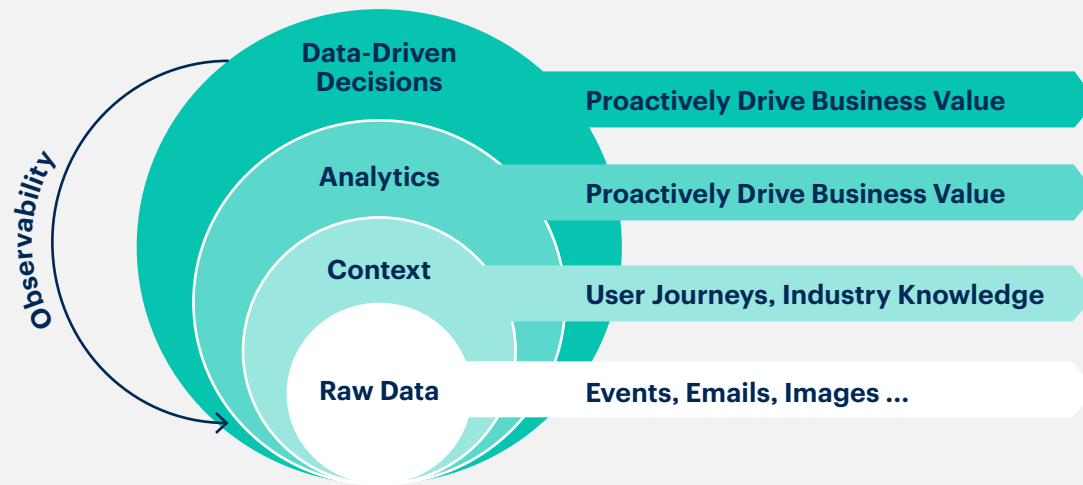 Observability
Data-Driven
Decisions
Proactively Drive Business Value
Analytics
Proactively Drive Business Value
Context
User Journeys, Industry Knowledge
Raw Data
Events, Emails, Images ...